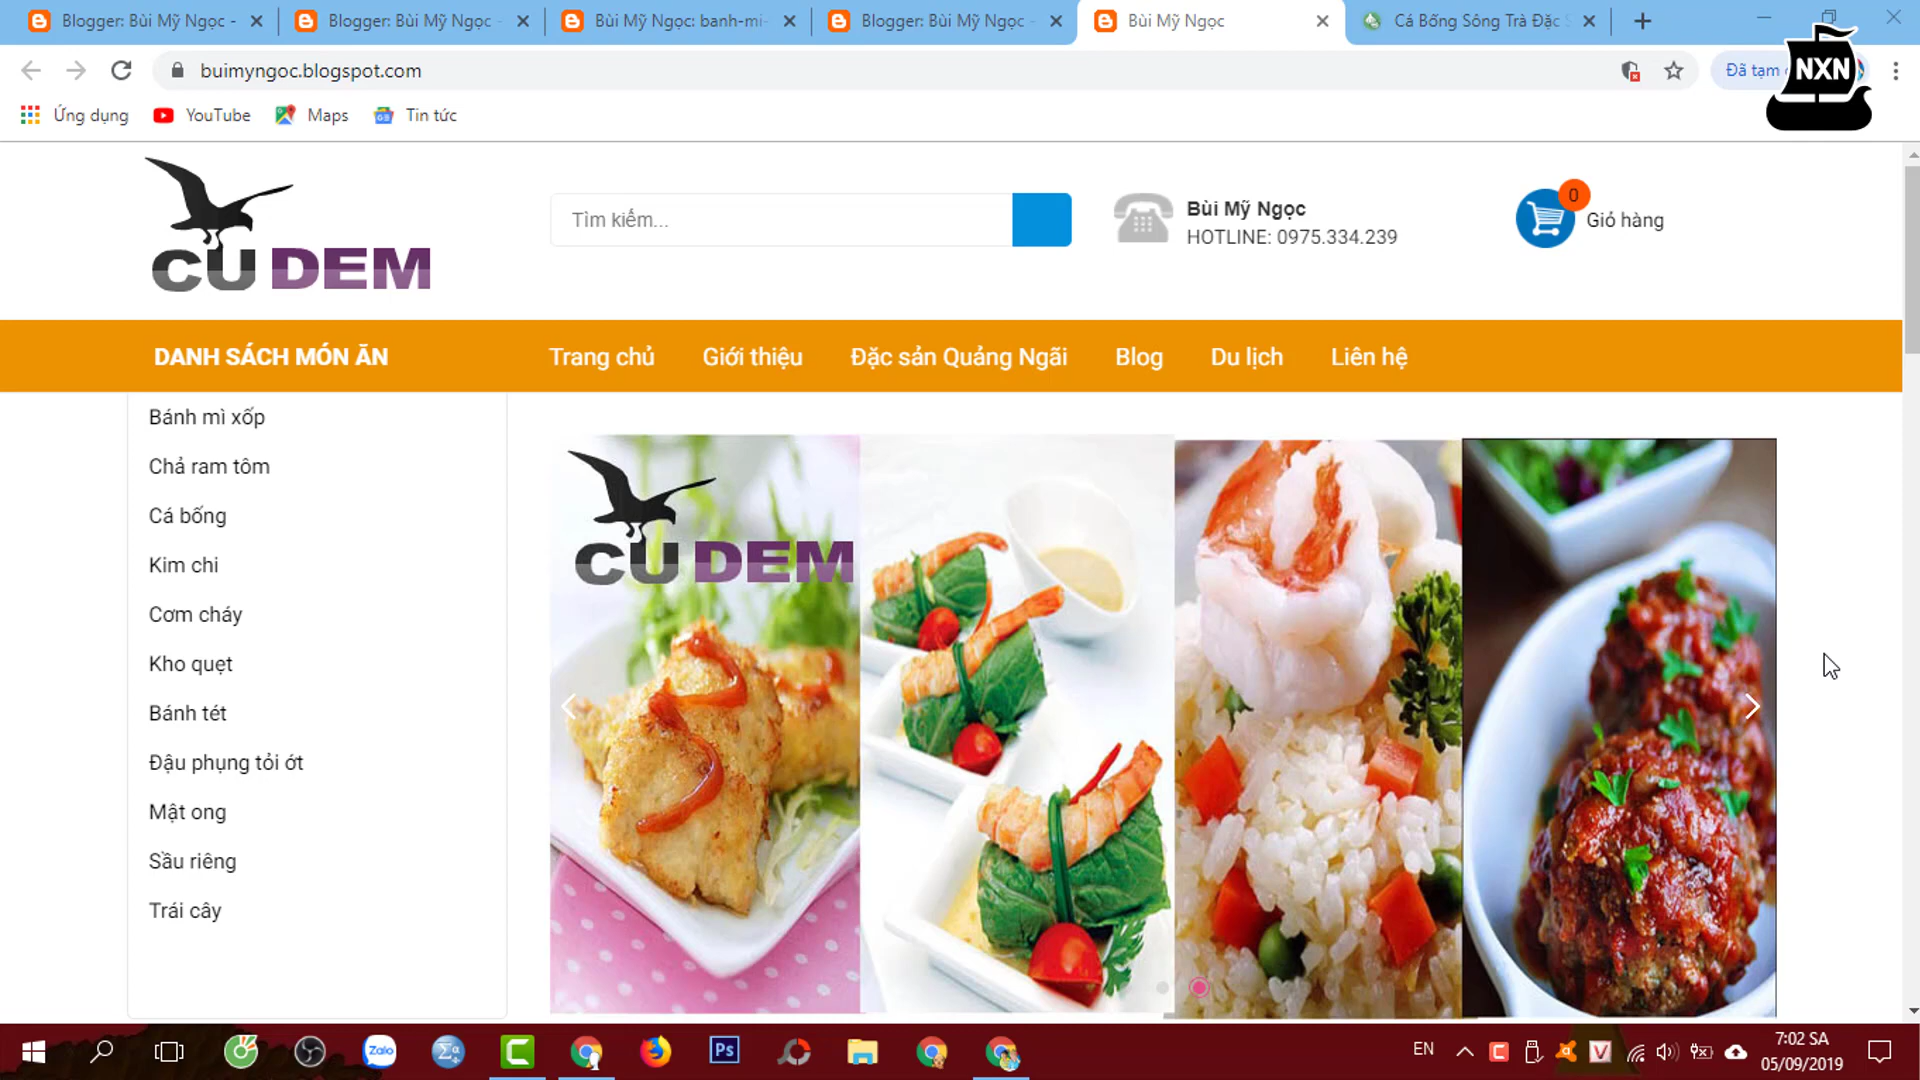 Blogger: Bùi Mỹ Ngọc -
Blogger: Bùi Mỹ Ngọc -
Bùi Mỹ Ngọc: banh-mi-
Blogger: Bùi Mỹ Ngọc -
Bùi Mỹ Ngọc
Cá Bống Sông Trà Đặc S
buimyngoc.blogspot.com
Đã tạm
NXN
Ứng dụng
YouTube
Maps
Tin tức
CU DEM
Tìm kiếm...
Bùi Mỹ Ngọc
HOTLINE: 0975.334.239
0
Giỏ hàng
DANH SÁCH MÓN ĂN
Trang chủ
Giới thiệu
Đặc sản Quảng Ngãi
Blog
Du lịch
Liên hệ
Bánh mì xốp
Chả ram tôm
Cá bống
Kim chi
Cơm cháy
Kho quẹt
Bánh tét
Đậu phụng tỏi ớt
Mật ong
Sầu riêng
Trái cây
CU DEM
Zalo
Σα
Ps
EN
V
7:02 SA
05/09/2019